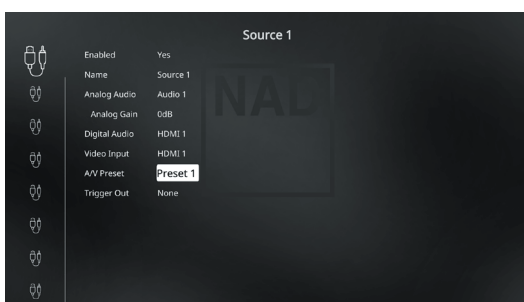 Source 1
Enabled Yes
Name Source 1
Analog Audio Audio 1
Analog Gain 0dB
Digital Audio HDMI 1
Video Input HDMI 1
A/V Preset Preset 1
Trigger Out None
NAD